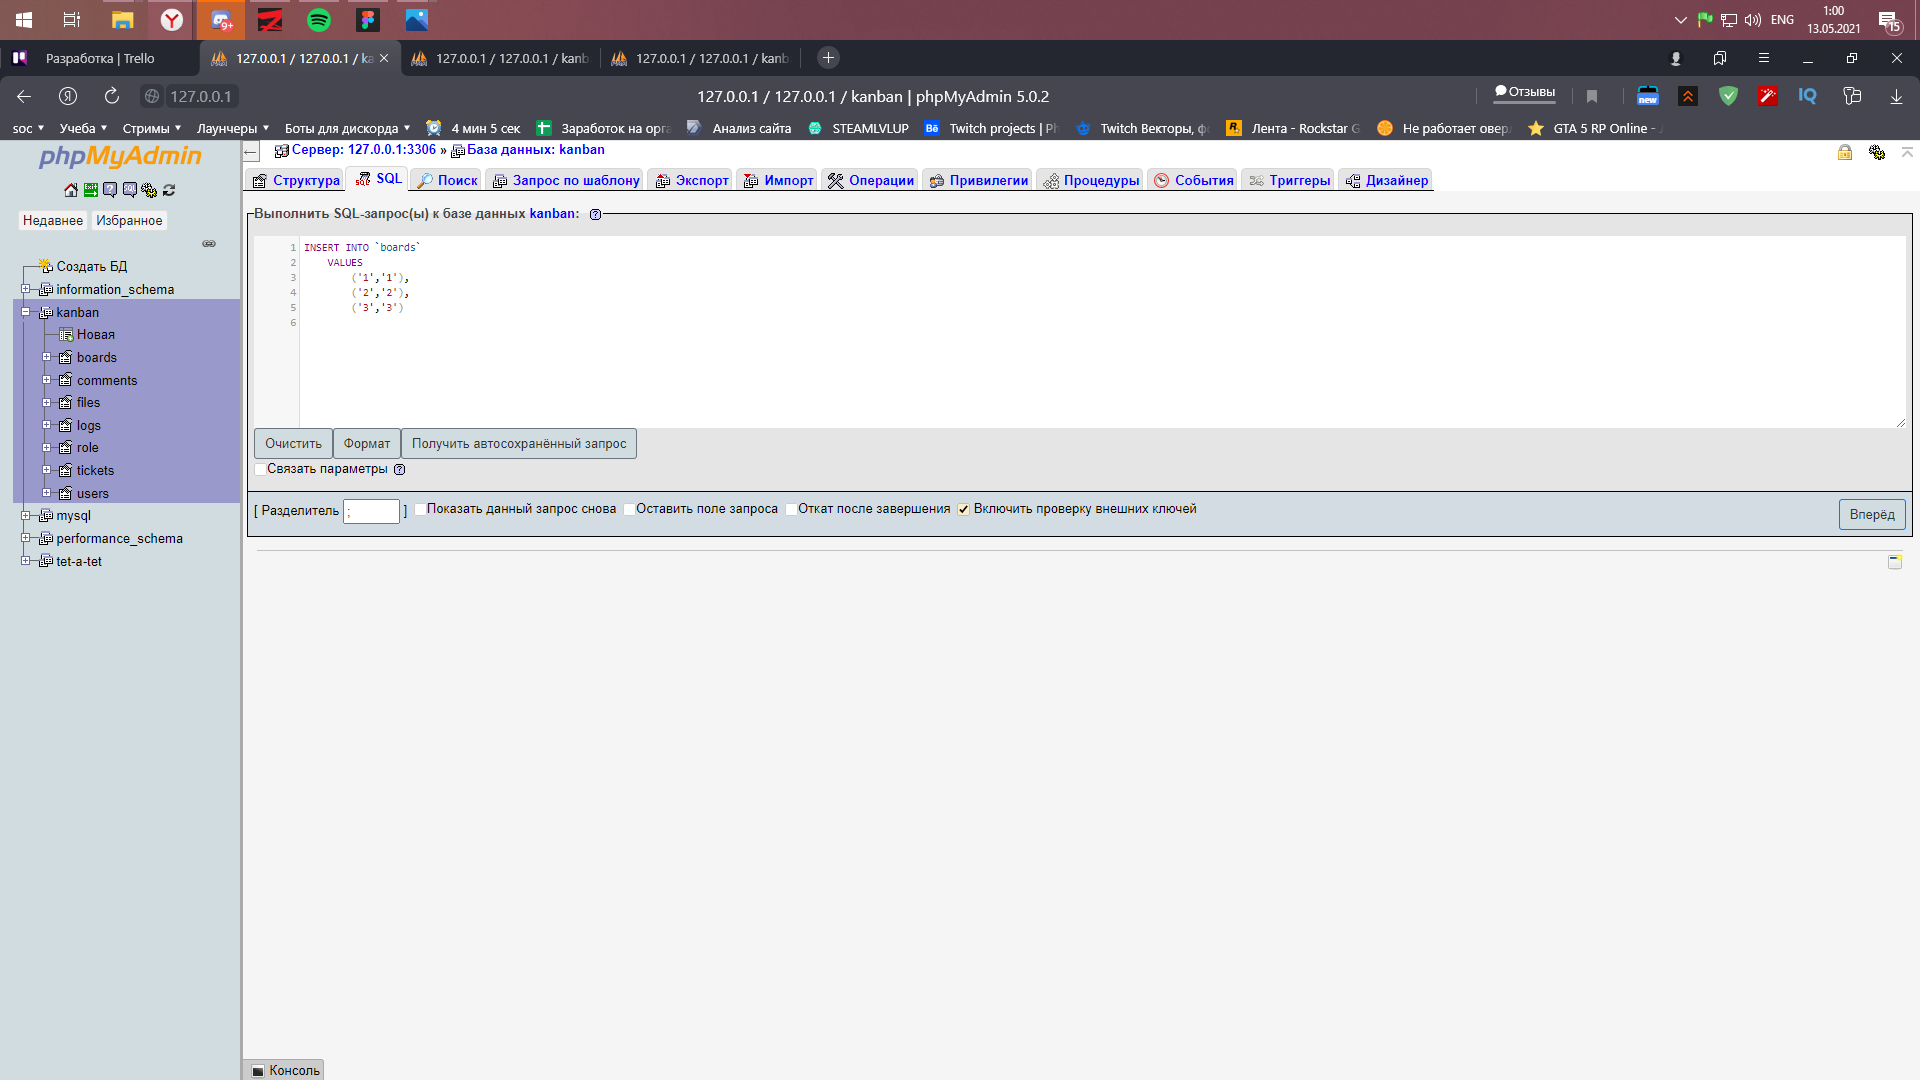 ENG
1:00
13.05.2021
15
9+
Разработка | Trello
127.0.0.1 / 127.0.0.1 / ka
127.0.0.1 / 127.0.0.1 / kanb
127.0.0.1 / 127.0.0.1 / kanb
127.0.0.1
127.0.0.1 / 127.0.0.1 / kanban | phpMyAdmin 5.0.2
Отзывы
new
IQ
soc
Учеба
Стримы
Лаунчеры
Боты для дискорда
4 мин 5 сек
Заработок на орга
Анализ сайта
STEAMLVLUP
Bē
Twitch projects | Ph
Twitch Векторы, фо
Лента - Rockstar G
Не работает овер
GTA 5 RP Online -
phpMyAdmin
Недавнее
Избранное
Создать БД
information_schema
kanban
Новая
boards
comments
files
logs
role
tickets
users
mysql
performance_schema
tet-a-tet
Сервер: 127.0.0.1:3306 » База данных: kanban
Структура
SQL
Поиск
Запрос по шаблону
Экспорт
Импорт
Операции
Привилегии
Процедуры
События
Триггеры
Дизайнер
Выполнить SQL-запрос(ы) к базе данных kanban:
1 INSERT INTO `boards`
2 VALUES
3 ('1','1'),
4 ('2','2'),
5 ('3','3')
6
Очистить
Формат
Получить автосохранённый запрос
Связать параметры
[ Разделитель ; ] Показать данный запрос снова Оставить поле запроса Откат после завершения Включить проверку внешних ключей
Вперёд
Консоль